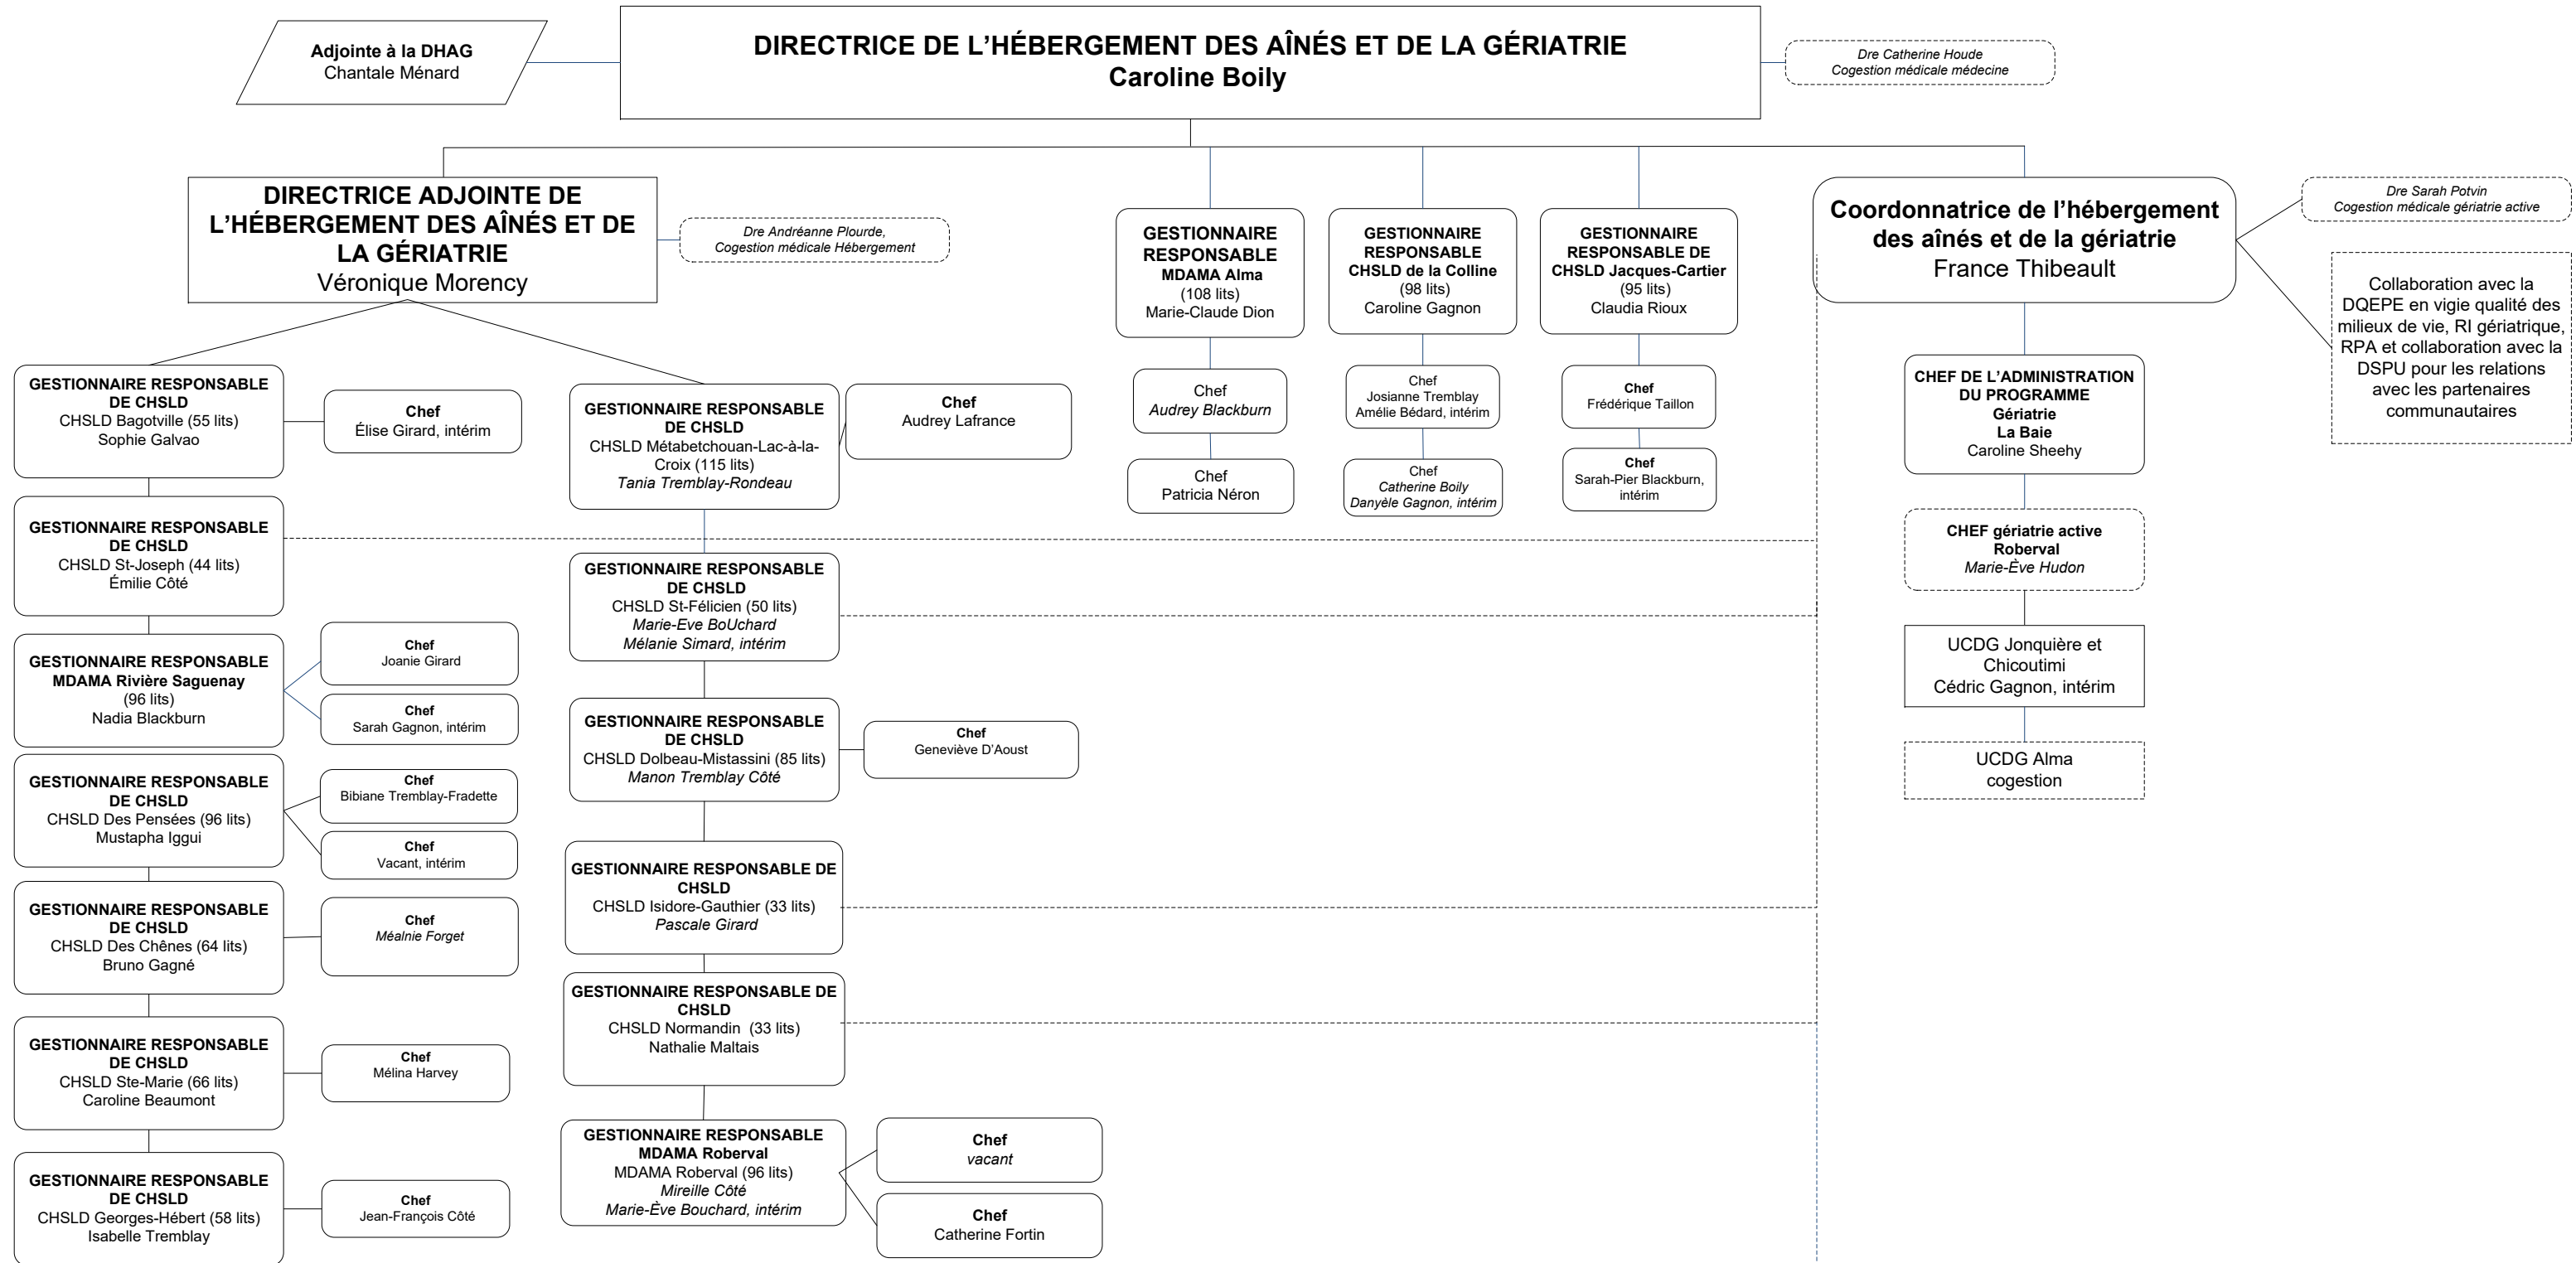 Adjointe à la DHAG
Chantale Ménard
DIRECTRICE DE L’HÉBERGEMENT DES AÎNÉS ET DE LA GÉRIATRIE
Caroline Boily
Dre Catherine Houde
Cogestion médicale médecine
DIRECTRICE ADJOINTE DE
L’HÉBERGEMENT DES AÎNÉS ET DE
LA GÉRIATRIE
Véronique Morency
Dre Andréanne Plourde,
Cogestion médicale Hébergement
GESTIONNAIRE
RESPONSABLE
MDAMA Alma
(108 lits)
Marie-Claude Dion
GESTIONNAIRE
RESPONSABLE
CHSLD de la Colline
(98 lits)
Caroline Gagnon
GESTIONNAIRE
RESPONSABLE DE
CHSLD Jacques-Cartier
(95 lits)
Claudia Rioux
Coordonnatrice de l’hébergement
des aînés et de la gériatrie
France Thibeault
Dre Sarah Potvin
Cogestion médicale gériatrie active
Collaboration avec la
DQEPE en vigie qualité des
milieux de vie, RI gériatrique,
RPA et collaboration avec la
DSPU pour les relations
avec les partenaires
communautaires
Chef
Audrey Blackburn
Chef
Patricia Néron
Chef
Josianne Tremblay
Amélie Bédard, intérim
Chef
Catherine Boily
Danyèle Gagnon, intérim
Chef
Frédérique Taillon
Chef
Sarah-Pier Blackburn,
intérim
CHEF DE L’ADMINISTRATION
DU PROGRAMME
Gériatrie
La Baie
Caroline Sheehy
CHEF gériatrie active
Roberval
Marie-Ève Hudon
UCDG Jonquière et
Chicoutimi
Cédric Gagnon, intérim
UCDG Alma
cogestion
GESTIONNAIRE RESPONSABLE
DE CHSLD
CHSLD Bagotville (55 lits)
Sophie Galvao
Chef
Élise Girard, intérim
GESTIONNAIRE RESPONSABLE
DE CHSLD
CHSLD St-Joseph (44 lits)
Émilie Côté
GESTIONNAIRE RESPONSABLE
MDAMA Rivière Saguenay
(96 lits)
Nadia Blackburn
Chef
Joanie Girard
Chef
Sarah Gagnon, intérim
GESTIONNAIRE RESPONSABLE
DE CHSLD
CHSLD Des Pensées (96 lits)
Mustapha Iggui
Chef
Bibiane Tremblay-Fradette
Chef
Vacant, intérim
GESTIONNAIRE RESPONSABLE
DE CHSLD
CHSLD Des Chênes (64 lits)
Bruno Gagné
Chef
Méalnie Forget
GESTIONNAIRE RESPONSABLE
DE CHSLD
CHSLD Ste-Marie (66 lits)
Caroline Beaumont
Chef
Mélina Harvey
GESTIONNAIRE RESPONSABLE
DE CHSLD
CHSLD Georges-Hébert (58 lits)
Isabelle Tremblay
Chef
Jean-François Côté
GESTIONNAIRE RESPONSABLE
DE CHSLD
CHSLD Métabetchouan-Lac-à-la-
Croix (115 lits)
Tania Tremblay-Rondeau
Chef
Audrey Lafrance
GESTIONNAIRE RESPONSABLE
DE CHSLD
CHSLD St-Félicien (50 lits)
Marie-Eve BoUchard
Mélanie Simard, intérim
GESTIONNAIRE RESPONSABLE
DE CHSLD
CHSLD Dolbeau-Mistassini (85 lits)
Manon Tremblay Côté
Chef
Geneviève D’Aoust
GESTIONNAIRE RESPONSABLE DE
CHSLD
CHSLD Isidore-Gauthier (33 lits)
Pascale Girard
GESTIONNAIRE RESPONSABLE DE
CHSLD
CHSLD Normandin (33 lits)
Nathalie Maltais
GESTIONNAIRE RESPONSABLE
MDAMA Roberval
MDAMA Roberval (96 lits)
Mireille Côté
Marie-Ève Bouchard, intérim
Chef
vacant
Chef
Catherine Fortin